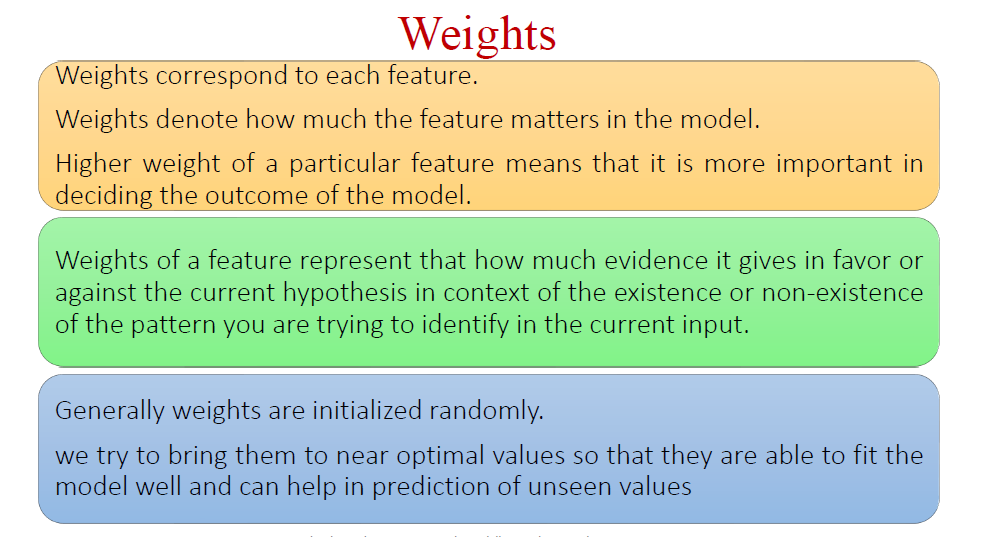 Weights
Weights correspond to each feature.
Weights denote how much the feature matters in the model.
Higher weight of a particular feature means that it is more important in
deciding the outcome of the model.
Weights of a feature represent that how much evidence it gives in favor or
against the current hypothesis in context of the existence or non-existence
of the pattern you are trying to identify in the current input.
Generally weights are initialized randomly.
we try to bring them to near optimal values so that they are able to fit the
model well and can help in prediction of unseen values